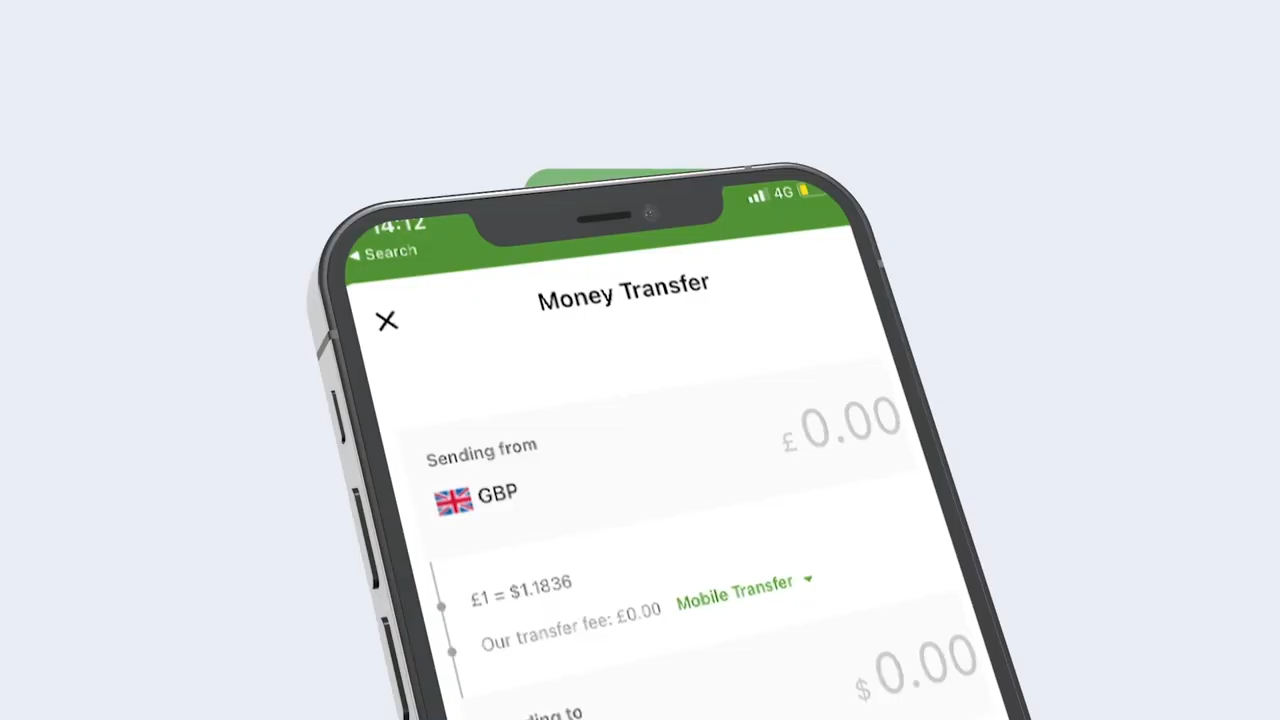 14:12
4G
◀ Search
Money Transfer
£0.00
Sending from
GBP
£1 = $1.1836
Our transfer fee: £0.00 Mobile Transfer
$0.00
to